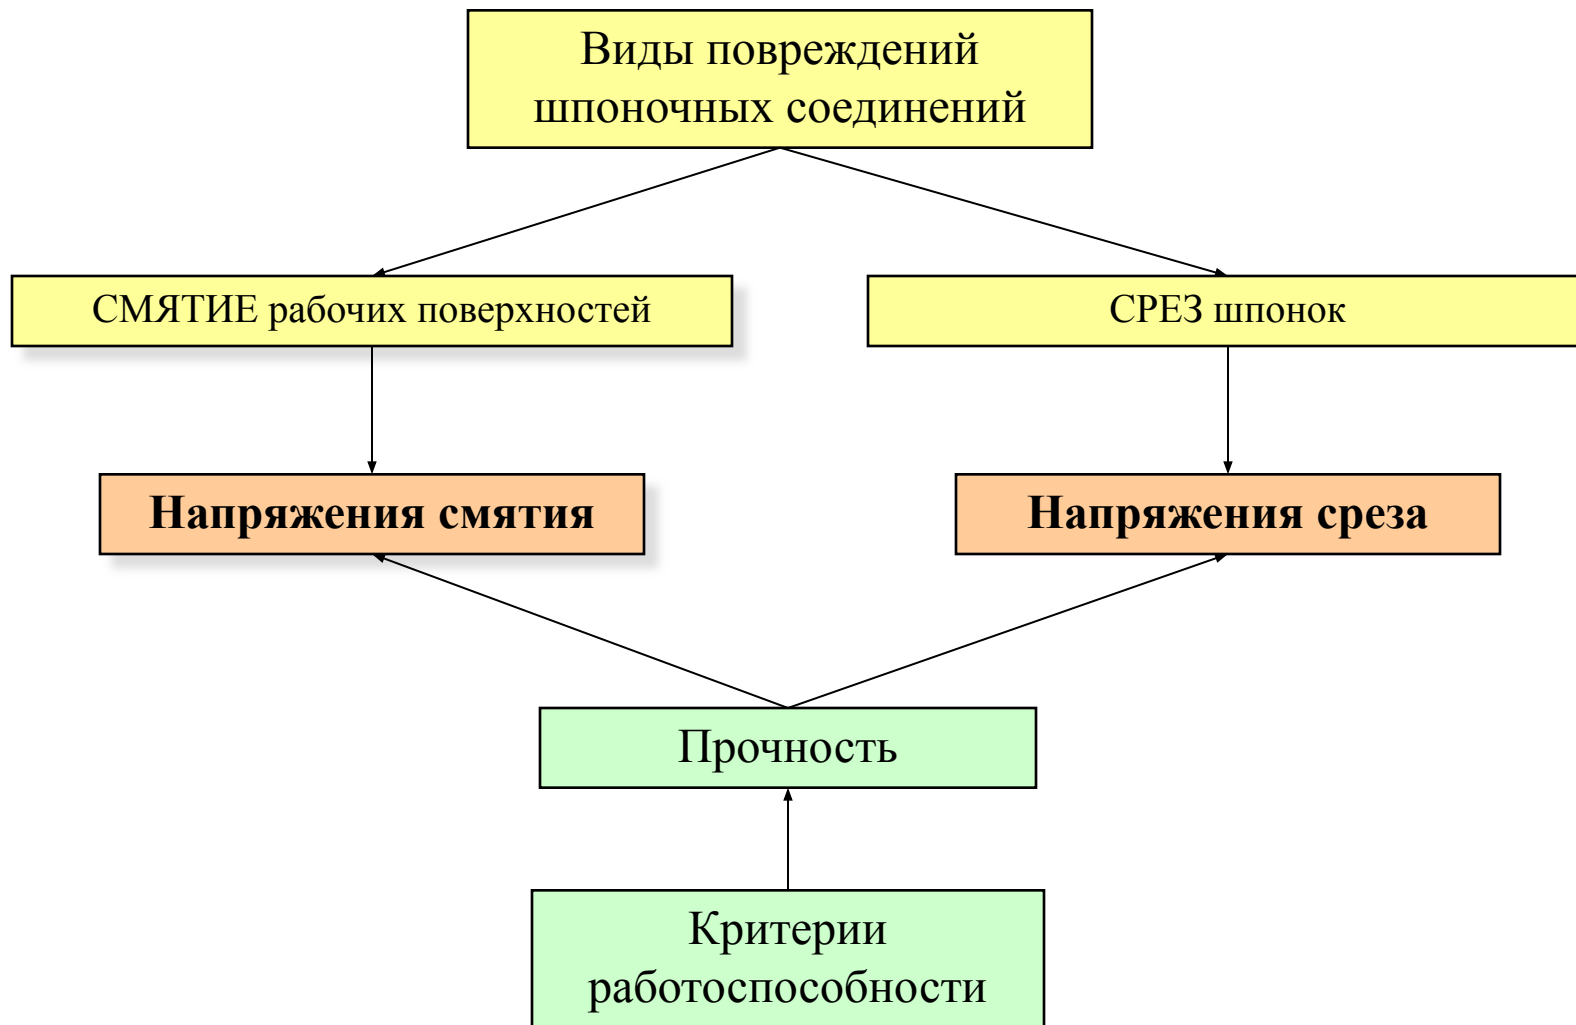 Виды повреждений
шпоночных соединений
СМЯТИЕ рабочих поверхностей
СРЕЗ шпонок
Напряжения смятия
Напряжения среза
Прочность
Критерии
работоспособности